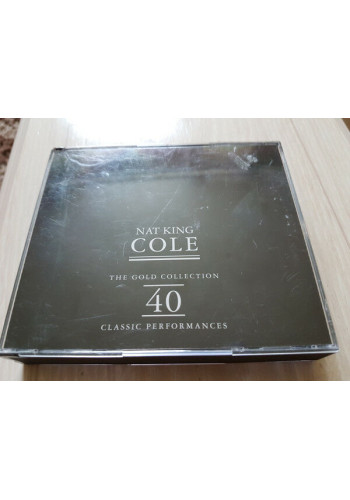 NAT KING
COLE
THE GOLD COLLECTION
40
CLASSIC PERFORMANCES